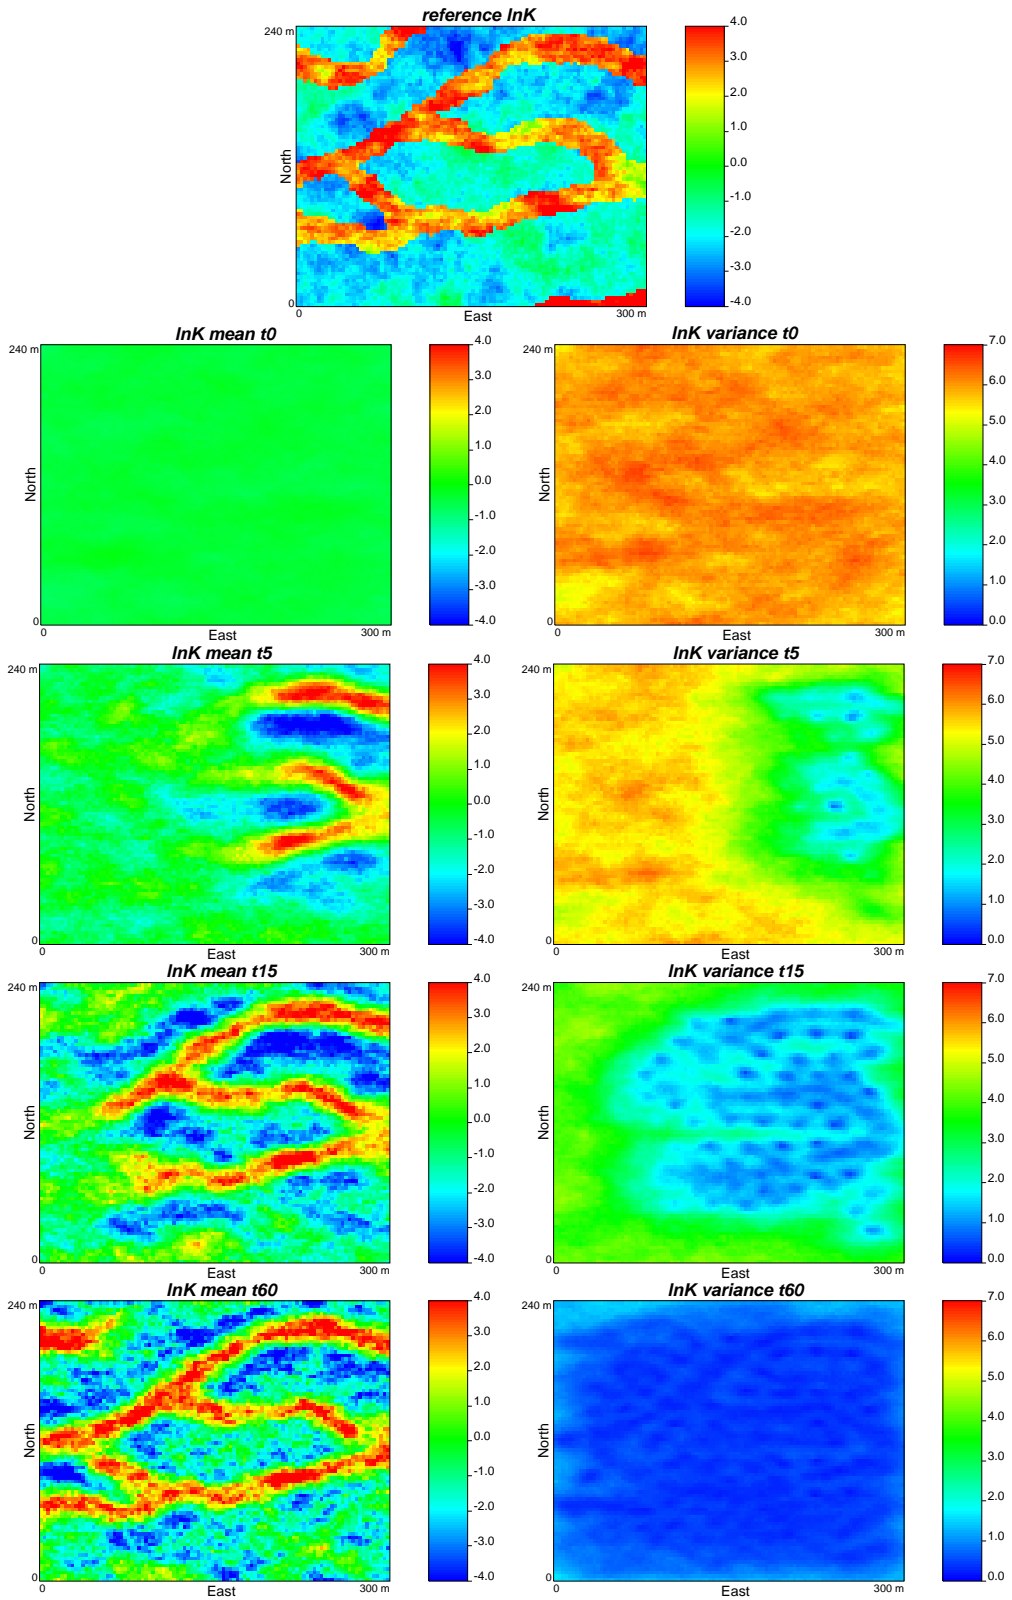 reference lnK
240 m
North
0
0
East
300 m
4.0
3.0
2.0
1.0
0.0
-1.0
-2.0
-3.0
-4.0
lnK mean t0
240 m
North
0
0
East
300 m
4.0
3.0
2.0
1.0
0.0
-1.0
-2.0
-3.0
-4.0
lnK variance t0
North
0
East
300 m
7.0
6.0
5.0
4.0
3.0
2.0
1.0
0.0
lnK mean t5
240 m
North
0
0
East
300 m
4.0
3.0
2.0
1.0
0.0
-1.0
-2.0
-3.0
-4.0
lnK variance t5
240 m
North
0
0
East
300 m
7.0
6.0
5.0
4.0
3.0
2.0
1.0
0.0
lnK mean t15
240 m
North
0
0
East
300 m
4.0
3.0
2.0
1.0
0.0
-1.0
-2.0
-3.0
-4.0
lnK variance t15
240 m
North
0
0
East
300 m
7.0
6.0
5.0
4.0
3.0
2.0
1.0
0.0
lnK mean t60
240 m
North
0
0
East
300 m
4.0
3.0
2.0
1.0
0.0
-1.0
-2.0
-3.0
-4.0
lnK variance t60
240 m
North
0
0
East
300 m
7.0
6.0
5.0
4.0
3.0
2.0
1.0
0.0